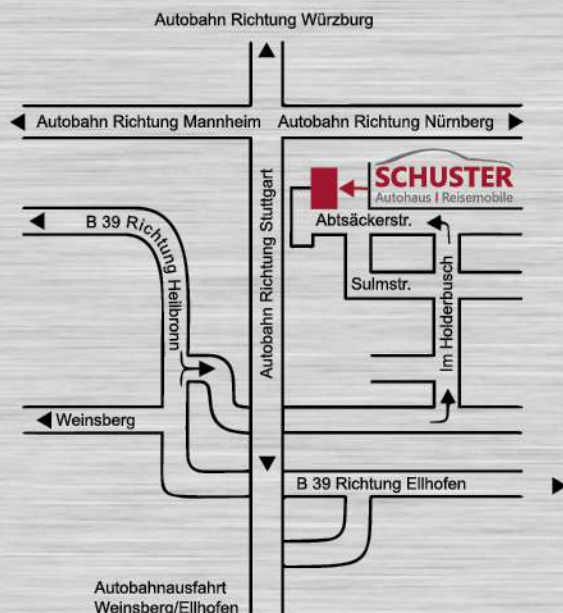 Autobahn Richtung Würzburg
Autobahn Richtung Mannheim
Autobahn Richtung Nürnberg
SCHUSTER
Autohaus | Reisemobile
B 39 Richtung Heilbronn
Autobahn Richtung Stuttgart
Abtsäckerstr.
Sulmstr.
Im Holderbusch
Weinsberg
B 39 Richtung Ellhofen
Autobahnausfahrt
Weinsberg/Ellhofen